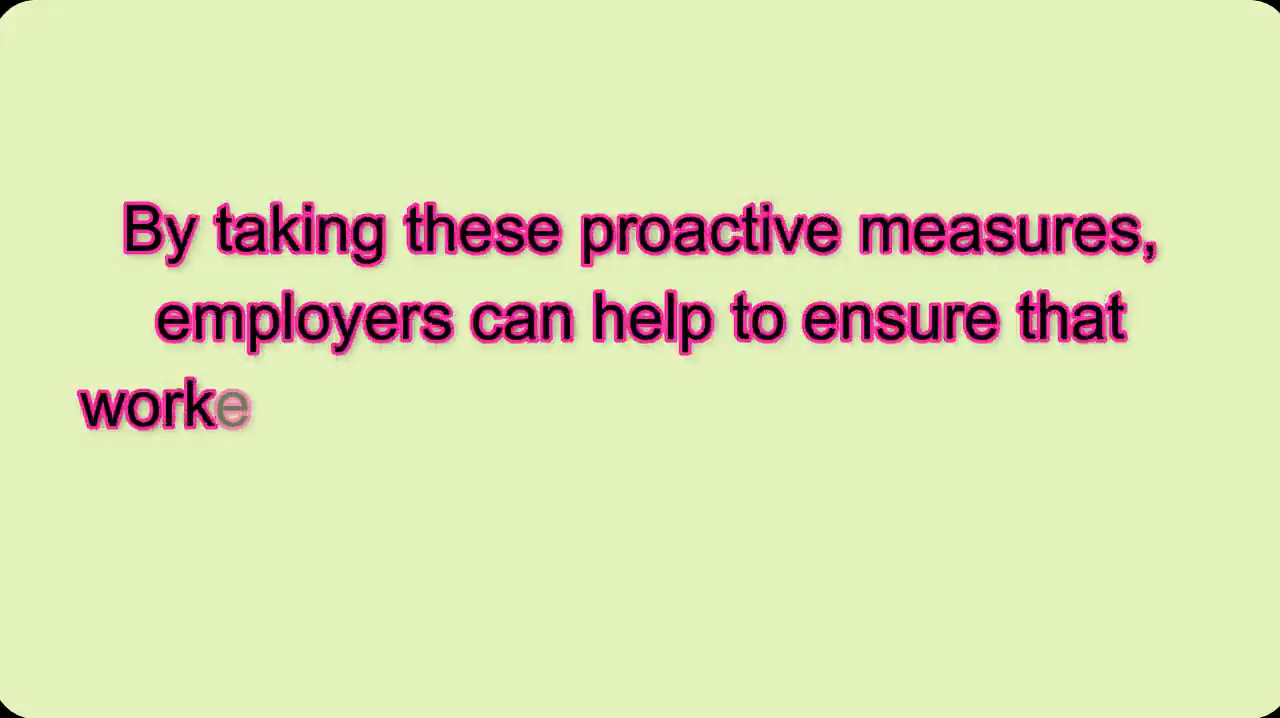 By taking these proactive measures,
employers can help to ensure that
worke